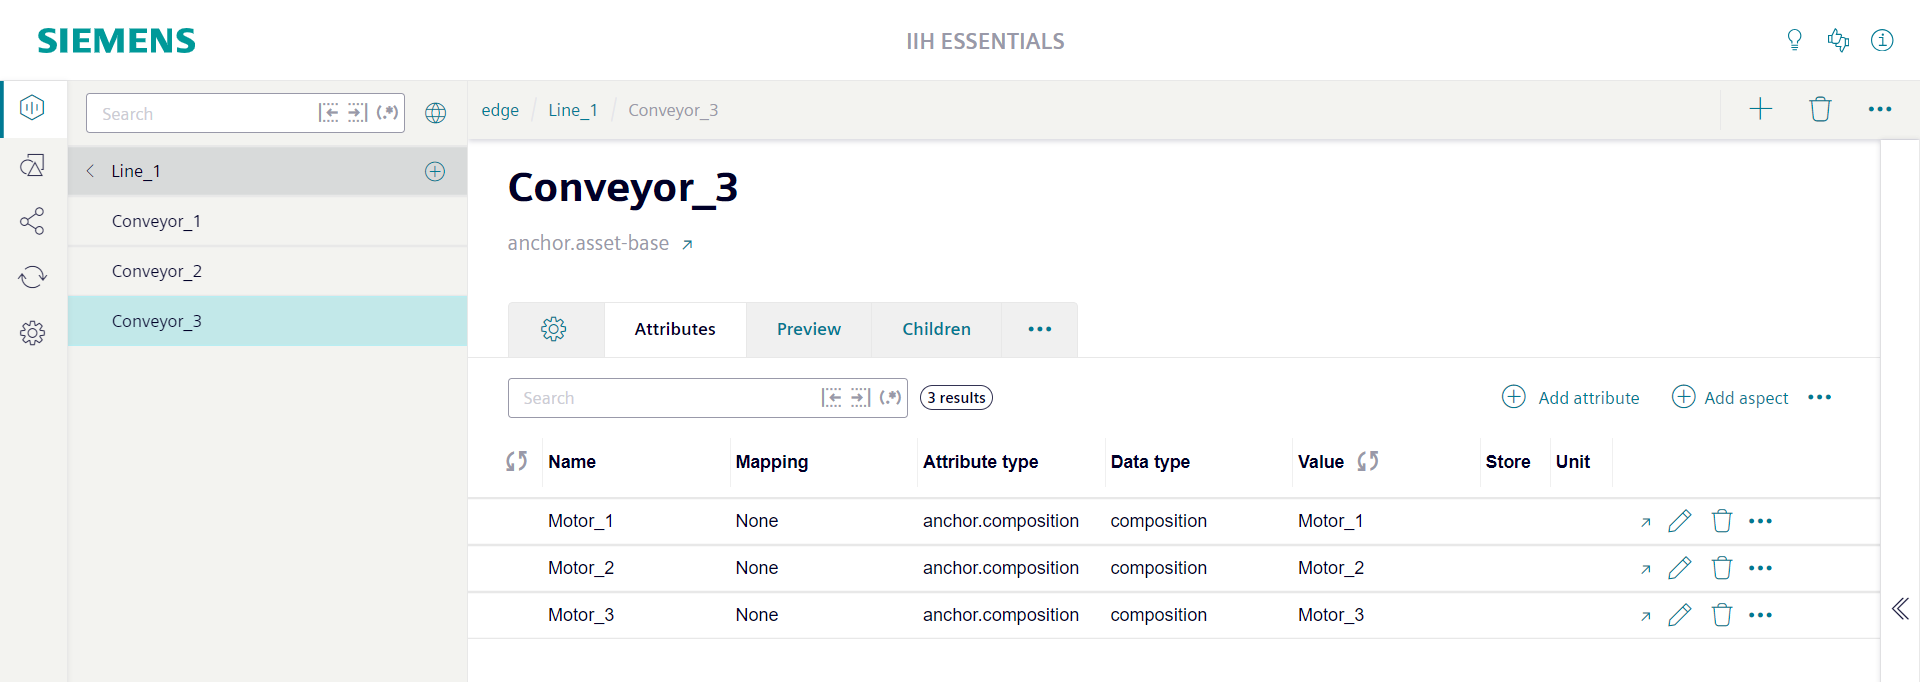 SIEMENS
IIH ESSENTIALS
Search (.*)
edge / Line_1 / Conveyor_3
Line_1
Conveyor_1
Conveyor_2
Conveyor_3
Conveyor_3
anchor.asset-base
Attributes Preview Children
Search (.*) 3 results Add attribute Add aspect
Name Mapping Attribute type Data type Value Store Unit
Motor_1 None anchor.composition composition Motor_1
Motor_2 None anchor.composition composition Motor_2
Motor_3 None anchor.composition composition Motor_3